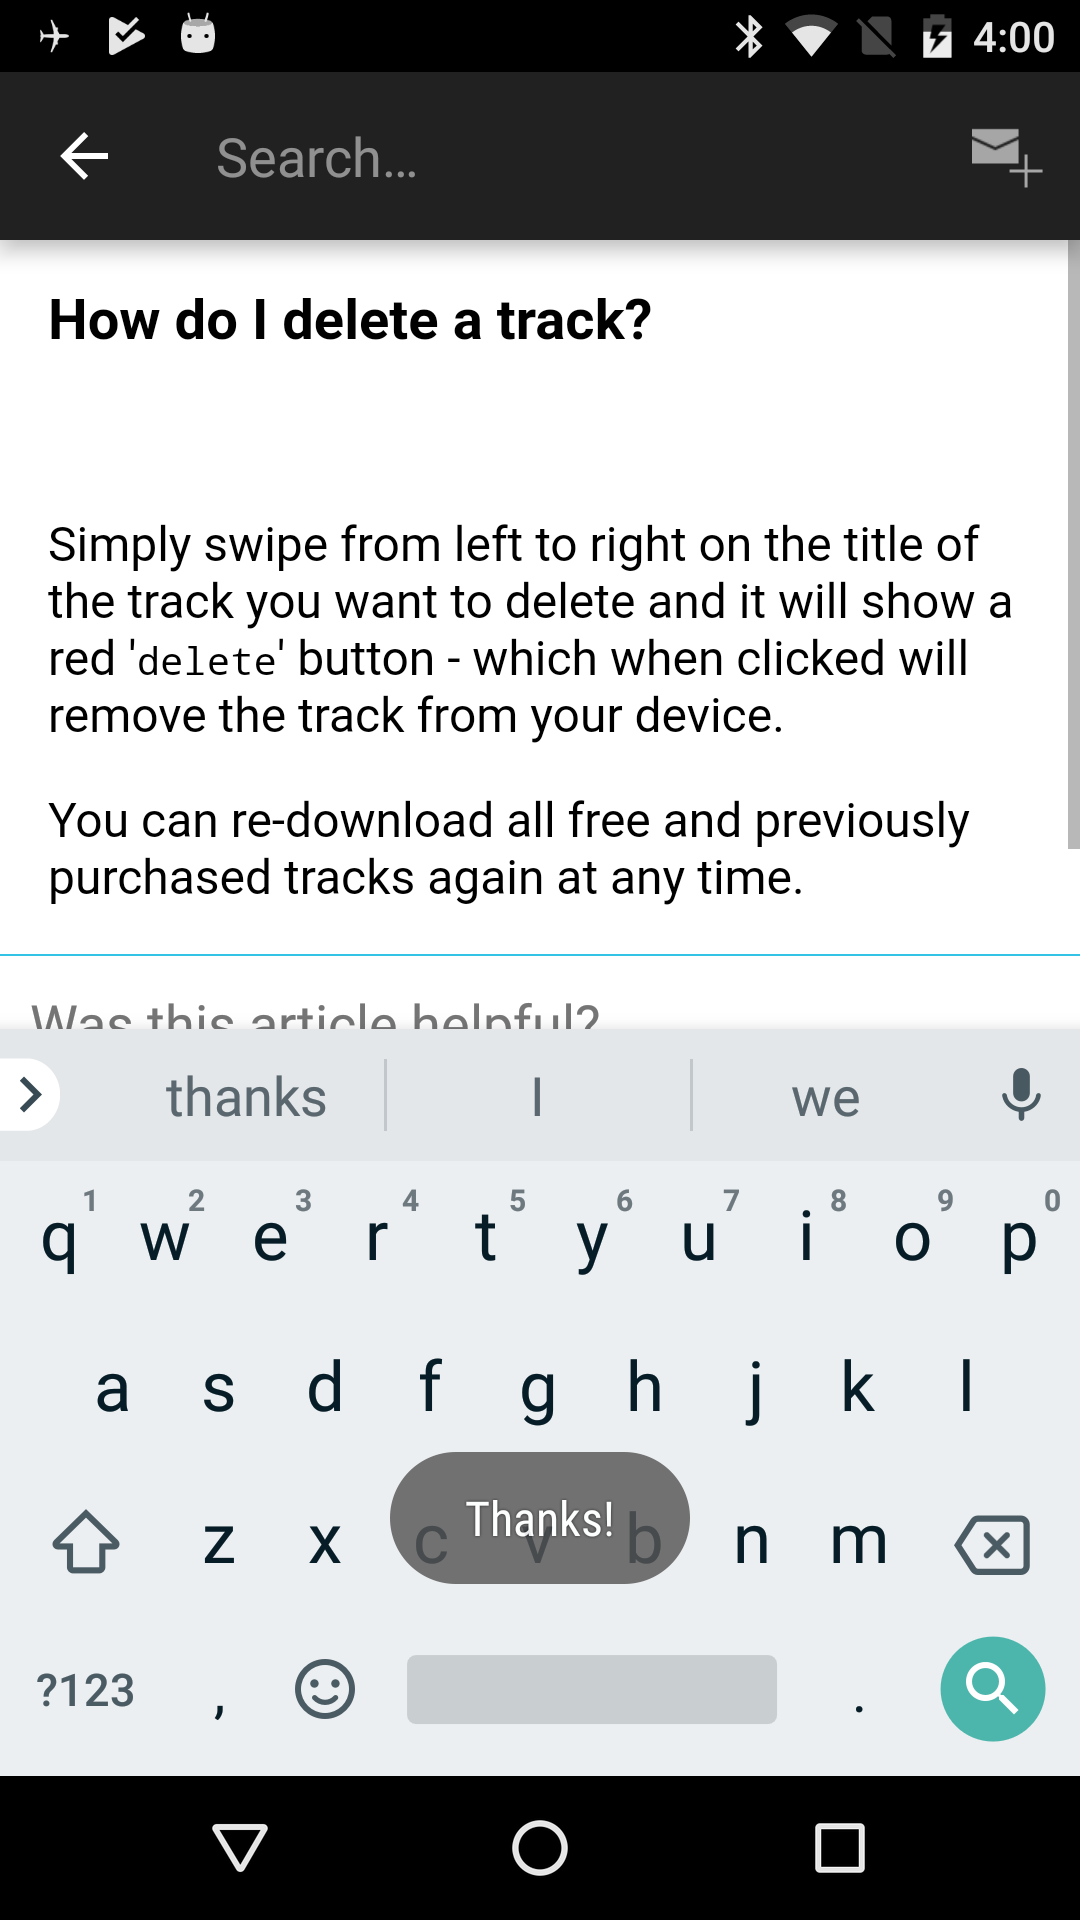 4:00
Search...
How do I delete a track?
Simply swipe from left to right on the title of
the track you want to delete and it will show a
red 'delete' button - which when clicked will
remove the track from your device.
You can re-download all free and previously
purchased tracks again at any time.
Was this article helpful?
thanks I we
1 2 3 4 5 6 7 8 9 0
q w e r t y u i o p
a s d f g h j k l
z x c v b n m
Thanks!
?123 , .